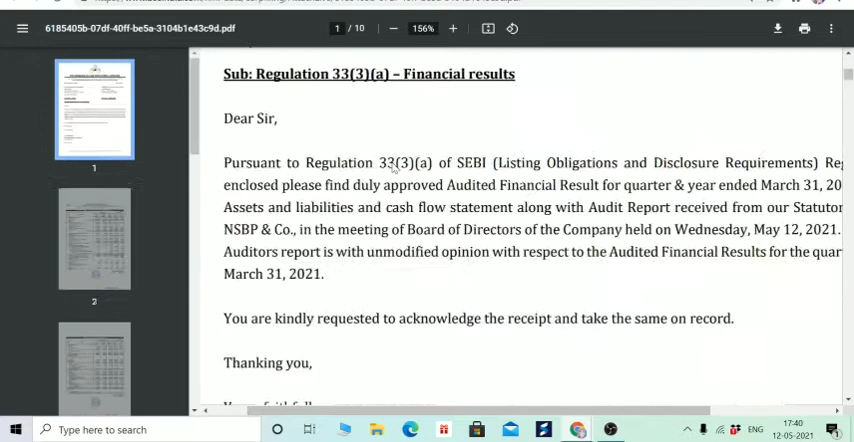 6185405b-07df-40ff-be5a-3104b1e43c9d.pdf
1 / 10
156%
Sub: Regulation 33(3)(a) – Financial results
Dear Sir,
Pursuant to Regulation 33(3)(a) of SEBI (Listing Obligations and Disclosure Requirements) Reg
enclosed please find duly approved Audited Financial Result for quarter & year ended March 31, 20
Assets and liabilities and cash flow statement along with Audit Report received from our Statutor
NSBP & Co., in the meeting of Board of Directors of the Company held on Wednesday, May 12, 2021.
Auditors report is with unmodified opinion with respect to the Audited Financial Results for the quar
March 31, 2021.
You are kindly requested to acknowledge the receipt and take the same on record.
Thanking you,
1
2
Type here to search
ENG
17:40
12-05-2021
1